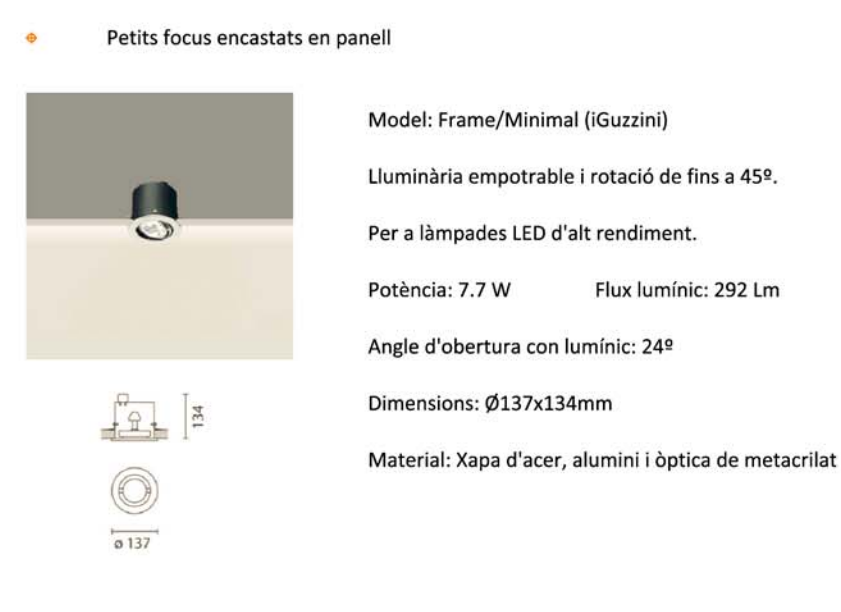 Petits focus encastats en panell
Model: Frame/Minimal (iGuzzini)
Lluminària empotrable i rotació de fins a 45º.
Per a làmpades LED d'alt rendiment.
Potència: 7.7 W Flux lumínic: 292 Lm
Angle d'obertura con lumínic: 24º
Dimensions: Ø137x134mm
Material: Xapa d'acer, alumini i òptica de metacrilat
134
ø 137